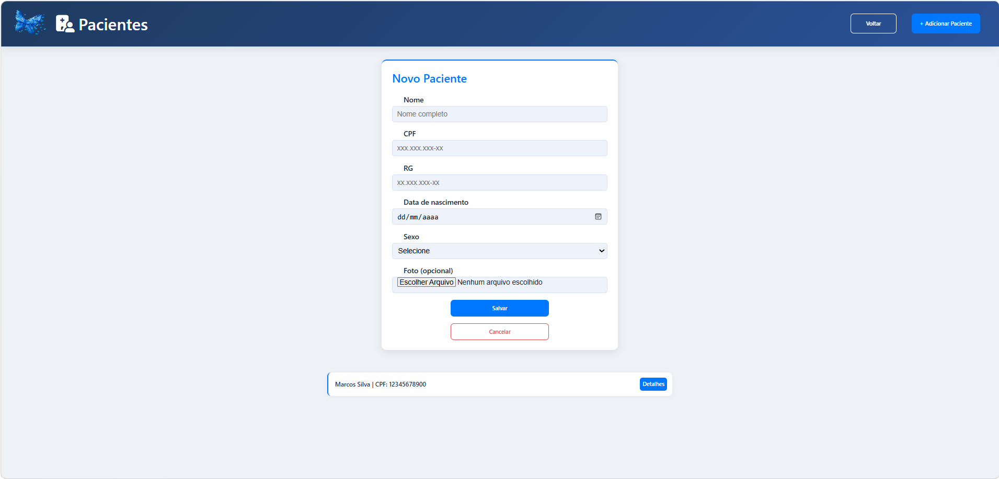 Pacientes
Voltar
+ Adicionar Paciente
Novo Paciente
Nome
Nome completo
CPF
xxx.xxx.xxx-xx
RG
xx.xxx.xxx-xx
Data de nascimento
dd/mm/aaaa
Sexo
Selecione
Foto (opcional)
Escolher Arquivo Nenhum arquivo escolhido
Salvar
Cancelar
Marcos Silva | CPF: 12345678900
Detalhes